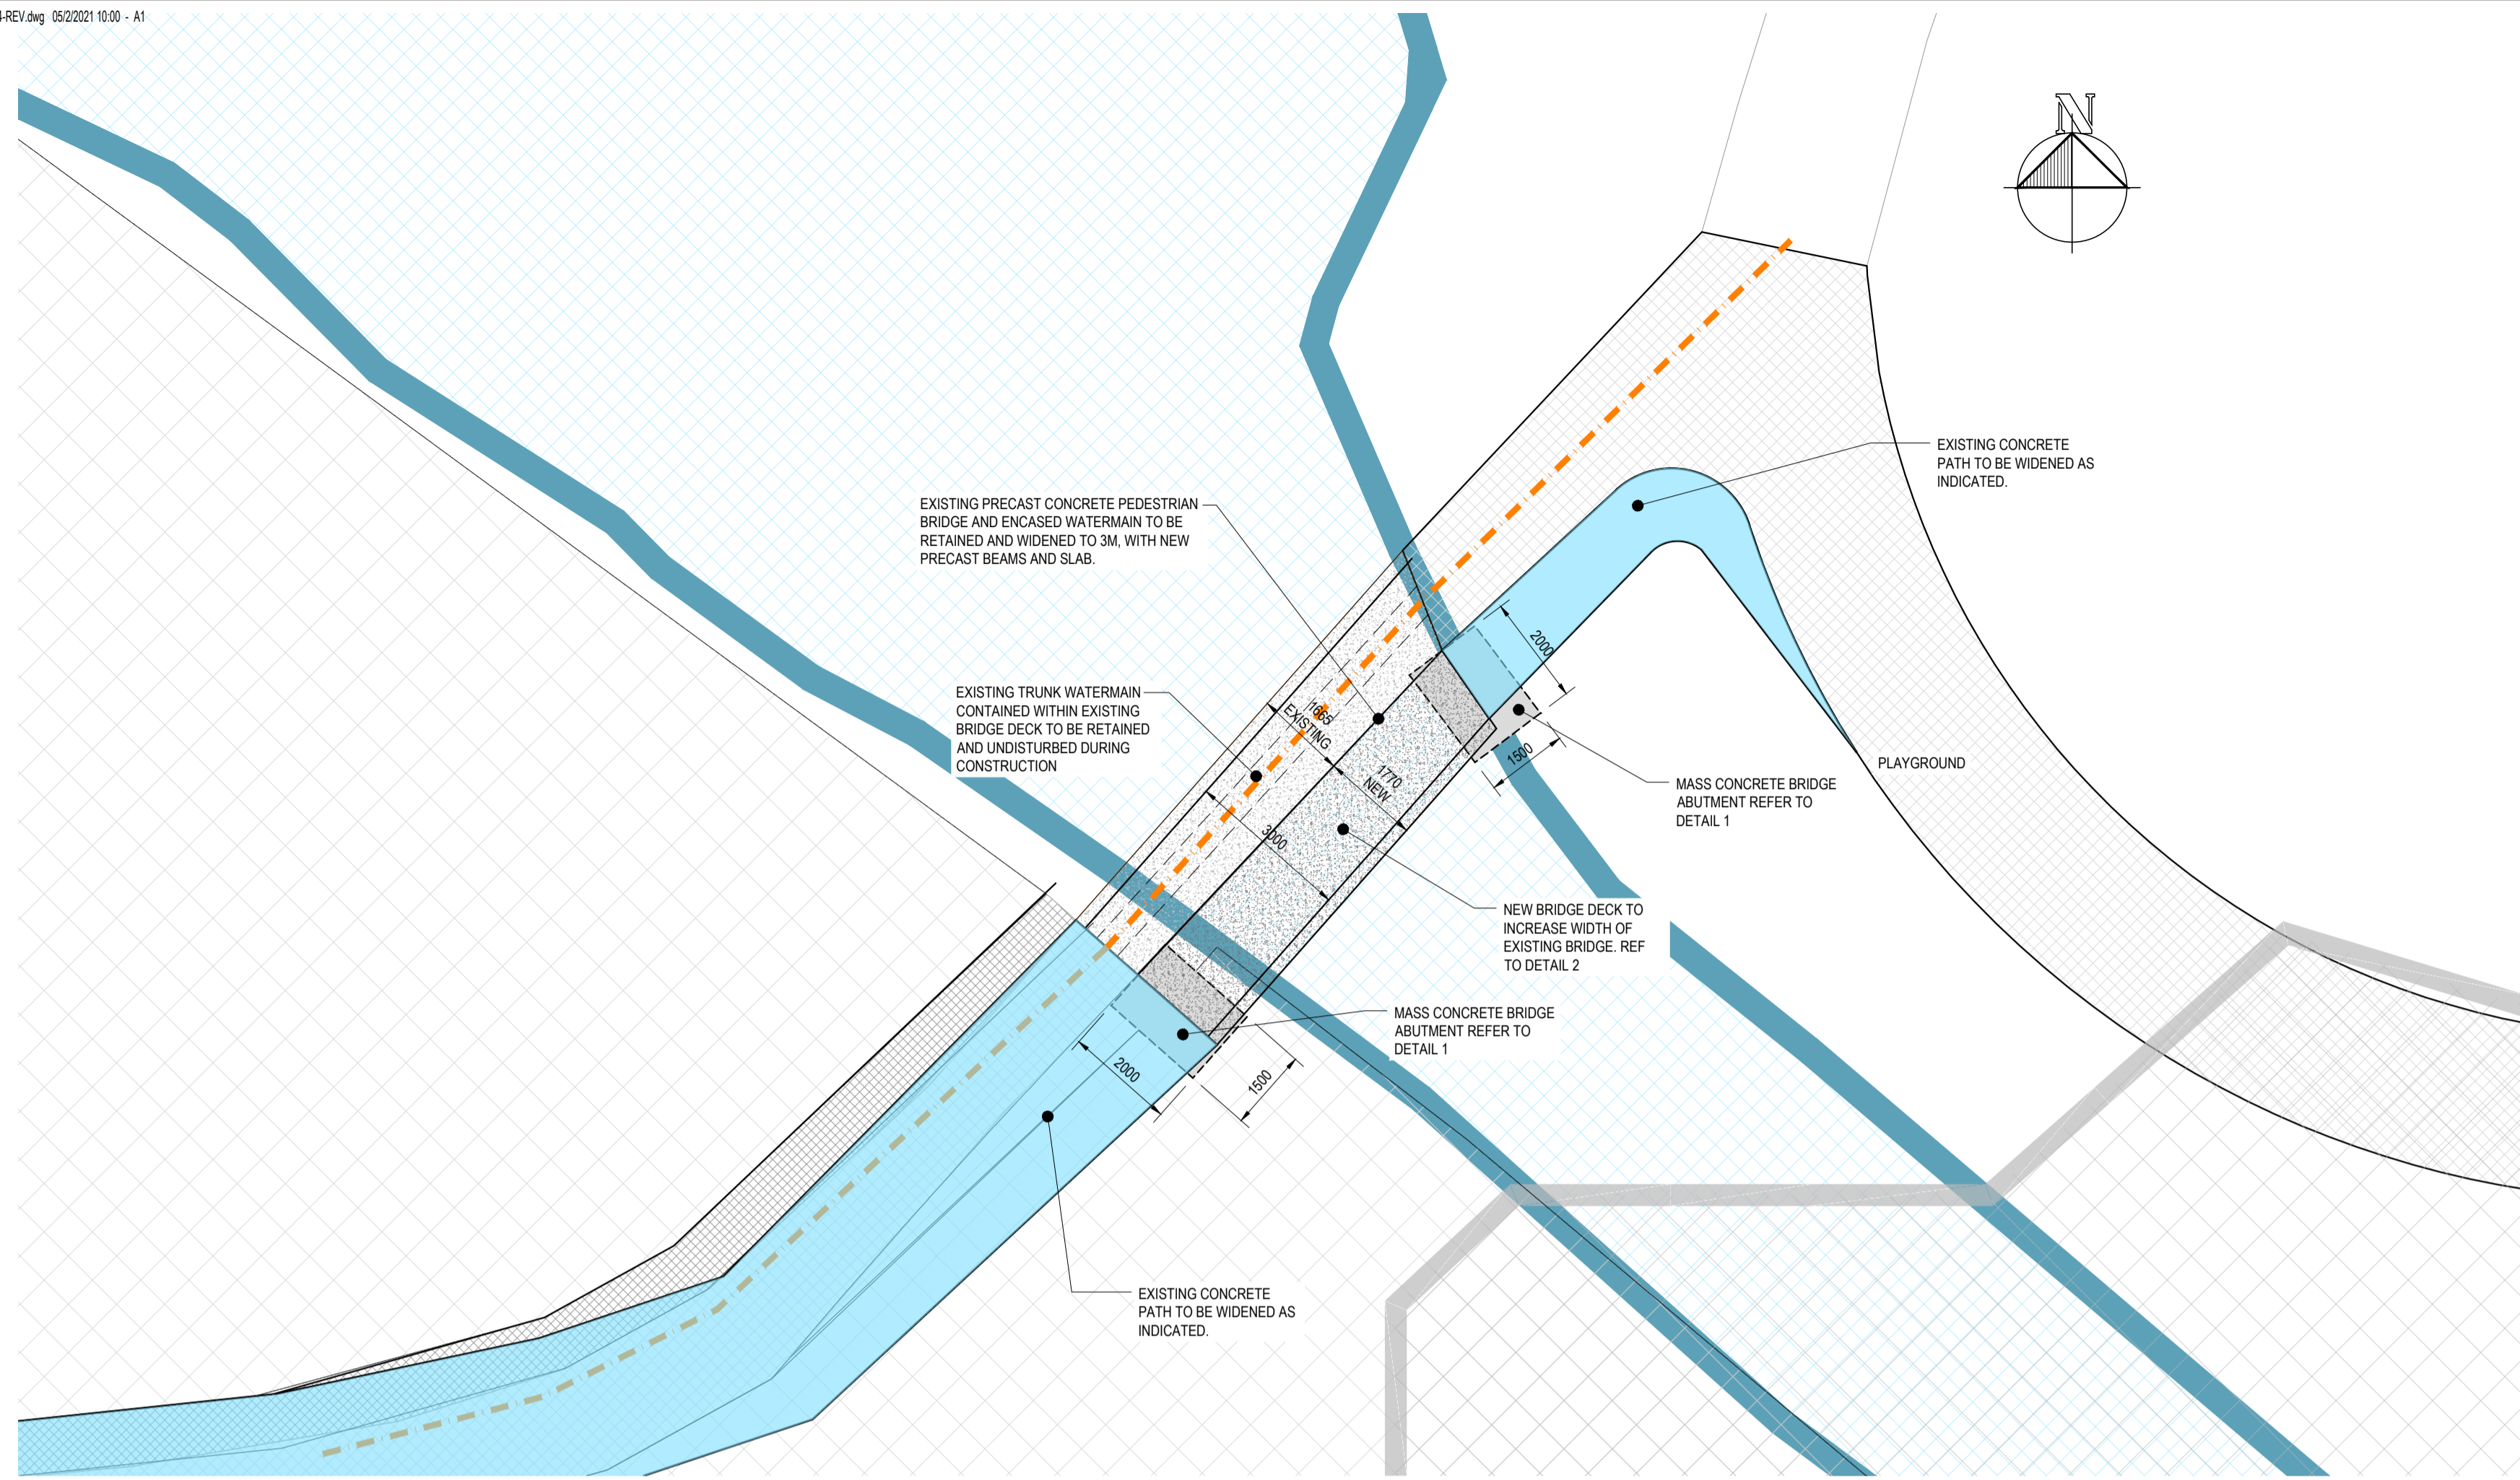 4-REV.dwg 05/2/2021 10:00 - A1
N
EXISTING CONCRETE
PATH TO BE WIDENED AS
INDICATED.
EXISTING PRECAST CONCRETE PEDESTRIAN
BRIDGE AND ENCASED WATERMAIN TO BE
RETAINED AND WIDENED TO 3M, WITH NEW
PRECAST BEAMS AND SLAB.
2000
EXISTING TRUNK WATERMAIN
CONTAINED WITHIN EXISTING
BRIDGE DECK TO BE RETAINED
AND UNDISTURBED DURING
CONSTRUCTION
1665
EXISTING
1770
NEW
1500
PLAYGROUND
MASS CONCRETE BRIDGE
ABUTMENT REFER TO
DETAIL 1
3000
NEW BRIDGE DECK TO
INCREASE WIDTH OF
EXISTING BRIDGE. REF
TO DETAIL 2
MASS CONCRETE BRIDGE
ABUTMENT REFER TO
DETAIL 1
2000
1500
EXISTING CONCRETE
PATH TO BE WIDENED AS
INDICATED.